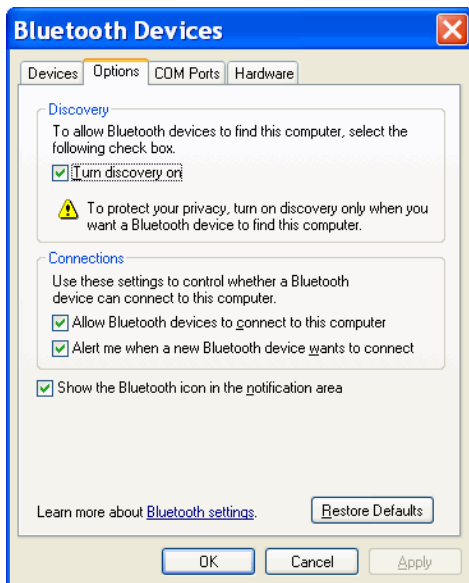 Bluetooth Devices
Devices Options COM Ports Hardware
Discovery
To allow Bluetooth devices to find this computer, select the
following check box.
Turn discovery on
To protect your privacy, turn on discovery only when you
want a Bluetooth device to find this computer.
Connections
Use these settings to control whether a Bluetooth
device can connect to this computer.
Allow Bluetooth devices to connect to this computer
Alert me when a new Bluetooth device wants to connect
Show the Bluetooth icon in the notification area
Learn more about Bluetooth settings. Restore Defaults
OK Cancel Apply